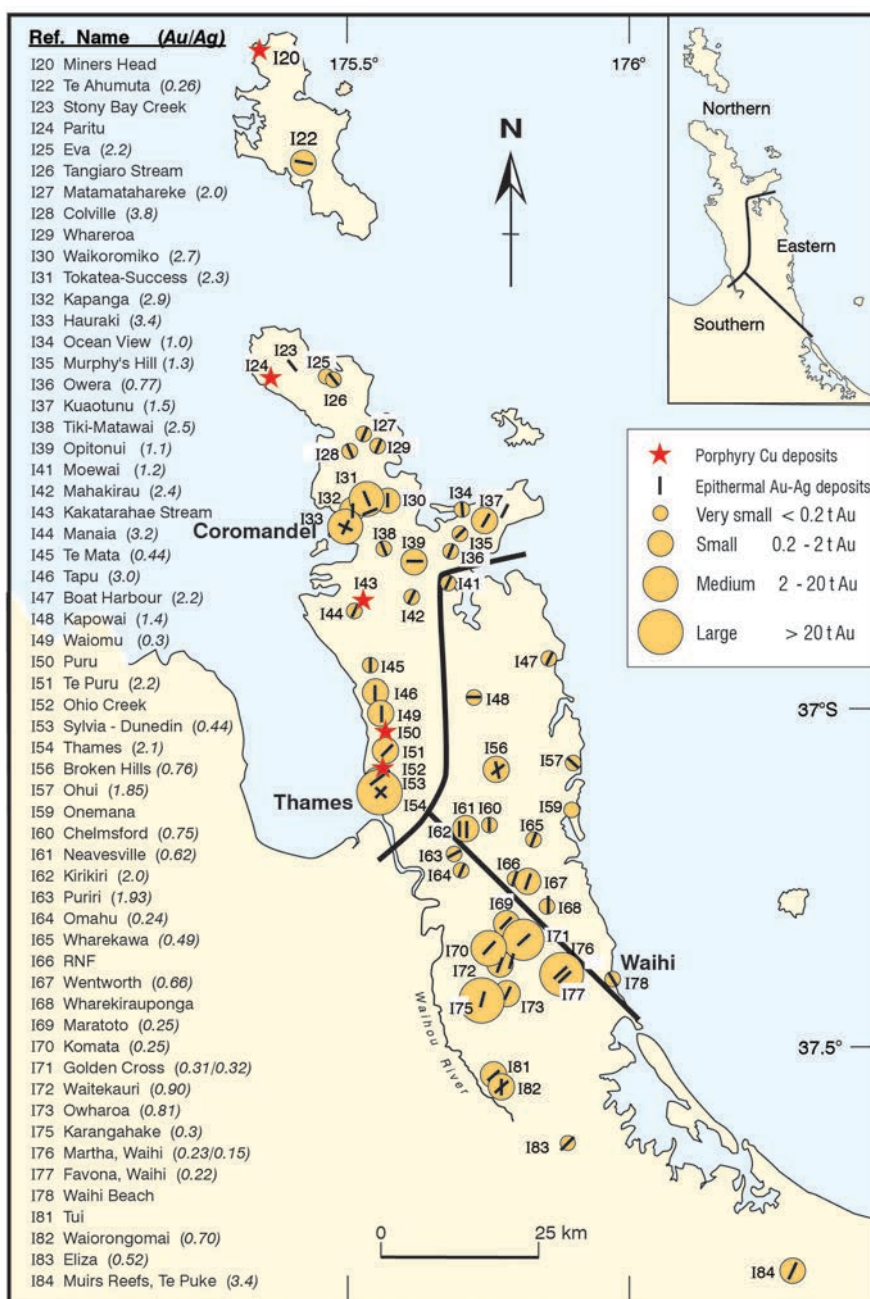 Ref. Name (Au/Ag)
I20 Miners Head
I22 Te Ahumuta (0.26)
I23 Stony Bay Creek
I24 Paritu
I25 Eva (2.2)
I26 Tangiaro Stream
I27 Matamatahareke (2.0)
I28 Colville (3.8)
I29 Whareroa
I30 Waikoromiko (2.7)
I31 Tokatea-Success (2.3)
I32 Kapanga (2.9)
I33 Hauraki (3.4)
I34 Ocean View (1.0)
I35 Murphy's Hill (1.3)
I36 Owera (0.77)
I37 Kuaotunu (1.5)
I38 Tiki-Matawai (2.5)
I39 Opitonui (1.1)
I41 Moewai (1.2)
I42 Mahakirau (2.4)
I43 Kakatarahae Stream
I44 Manaia (3.2)
I45 Te Mata (0.44)
I46 Tapu (3.0)
I47 Boat Harbour (2.2)
I48 Kapowai (1.4)
I49 Waiomu (0.3)
I50 Puru
I51 Te Puru (2.2)
I52 Ohio Creek
I53 Sylvia - Dunedin (0.44)
I54 Thames (2.1)
I56 Broken Hills (0.76)
I57 Ohui (1.85)
I59 Onemana
I60 Chelmsford (0.75)
I61 Neavesville (0.62)
I62 Kirikiri (2.0)
I63 Puriri (1.93)
I64 Omahu (0.24)
I65 Wharekawa (0.49)
I66 RNF
I67 Wentworth (0.66)
I68 Wharekirauponga
I69 Maratoto (0.25)
I70 Komata (0.25)
I71 Golden Cross (0.31/0.32)
I72 Waitekauri (0.90)
I73 Owharoa (0.81)
I75 Karangahake (0.3)
I76 Martha, Waihi (0.23/0.15)
I77 Favona, Waihi (0.22)
I78 Waihi Beach
I81 Tui
I82 Waiorongomai (0.70)
I83 Eliza (0.52)
I84 Muirs Reefs, Te Puke (3.4)
175.5°
176°
N
I20
I22
I23
I24
I25
I26
I27
I28
I29
I31
I32
I30
I33
Coromandel
I34
I37
I35
I36
I38
I39
I41
I43
I44
I42
I45
I46
I47
I48
I49
I50
I51
I52
I53
I54
Thames
I56
I57
I59
I61
I60
I62
I63
I64
I65
I66
I67
I68
I69
I71
I70
I76
I72
I77
Waihi
I78
I75
I73
Waihou River
I81
I82
I83
I84
37°S
37.5°
0 25 km
Northern
Eastern
Southern
Porphyry Cu deposits
Epithermal Au-Ag deposits
Very small < 0.2 t Au
Small 0.2 - 2 t Au
Medium 2 - 20 t Au
Large > 20 t Au